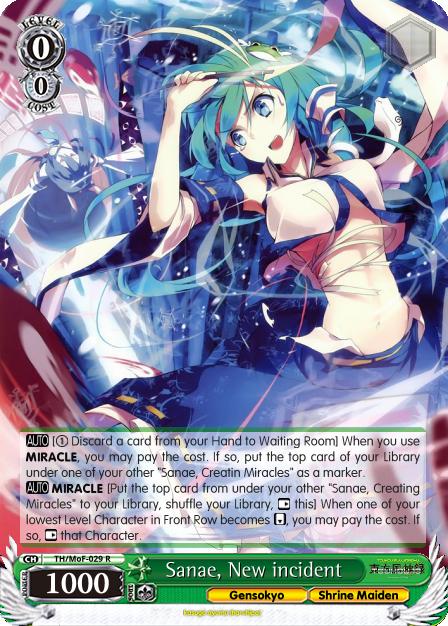 LEVEL
0
0
COST
AUTO [① Discard a card from your Hand to Waiting Room] When you use
MIRACLE, you may pay the cost. If so, put the top card of your Library
under one of your other "Sanae, Creatin Miracles" as a marker.
AUTO MIRACLE [Put the top card from under your other "Sanae, Creating
Miracles" to your Library, shuffle your Library, this] When one of your
lowest Level Character in Front Row becomes , you may pay the cost. If
so, that Character.
CH TH/MoF-029 R
POWER 1000 SOUL
Sanae, New incident
Gensokyo Shrine Maiden